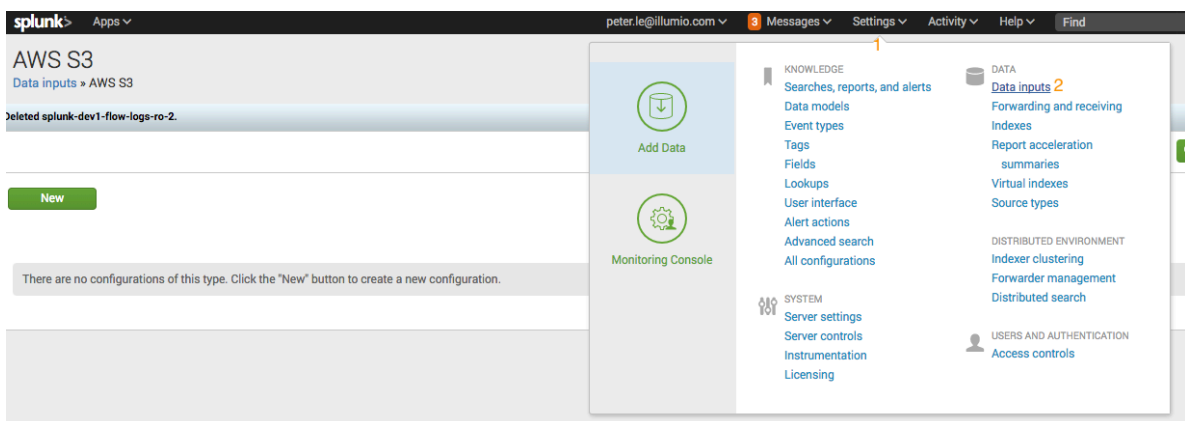 splunk> Apps peter.le@illumio.com 3 Messages Settings Activity Help Find
1
AWS S3
Data inputs » AWS S3
Deleted splunk-dev1-flow-logs-ro-2.
New
There are no configurations of this type. Click the "New" button to create a new configuration.
Add Data
Monitoring Console
KNOWLEDGE
Searches, reports, and alerts
Data models
Event types
Tags
Fields
Lookups
User interface
Alert actions
Advanced search
All configurations
SYSTEM
Server settings
Server controls
Instrumentation
Licensing
DATA
Data inputs 2
Forwarding and receiving
Indexes
Report acceleration
summaries
Virtual indexes
Source types
DISTRIBUTED ENVIRONMENT
Indexer clustering
Forwarder management
Distributed search
USERS AND AUTHENTICATION
Access controls